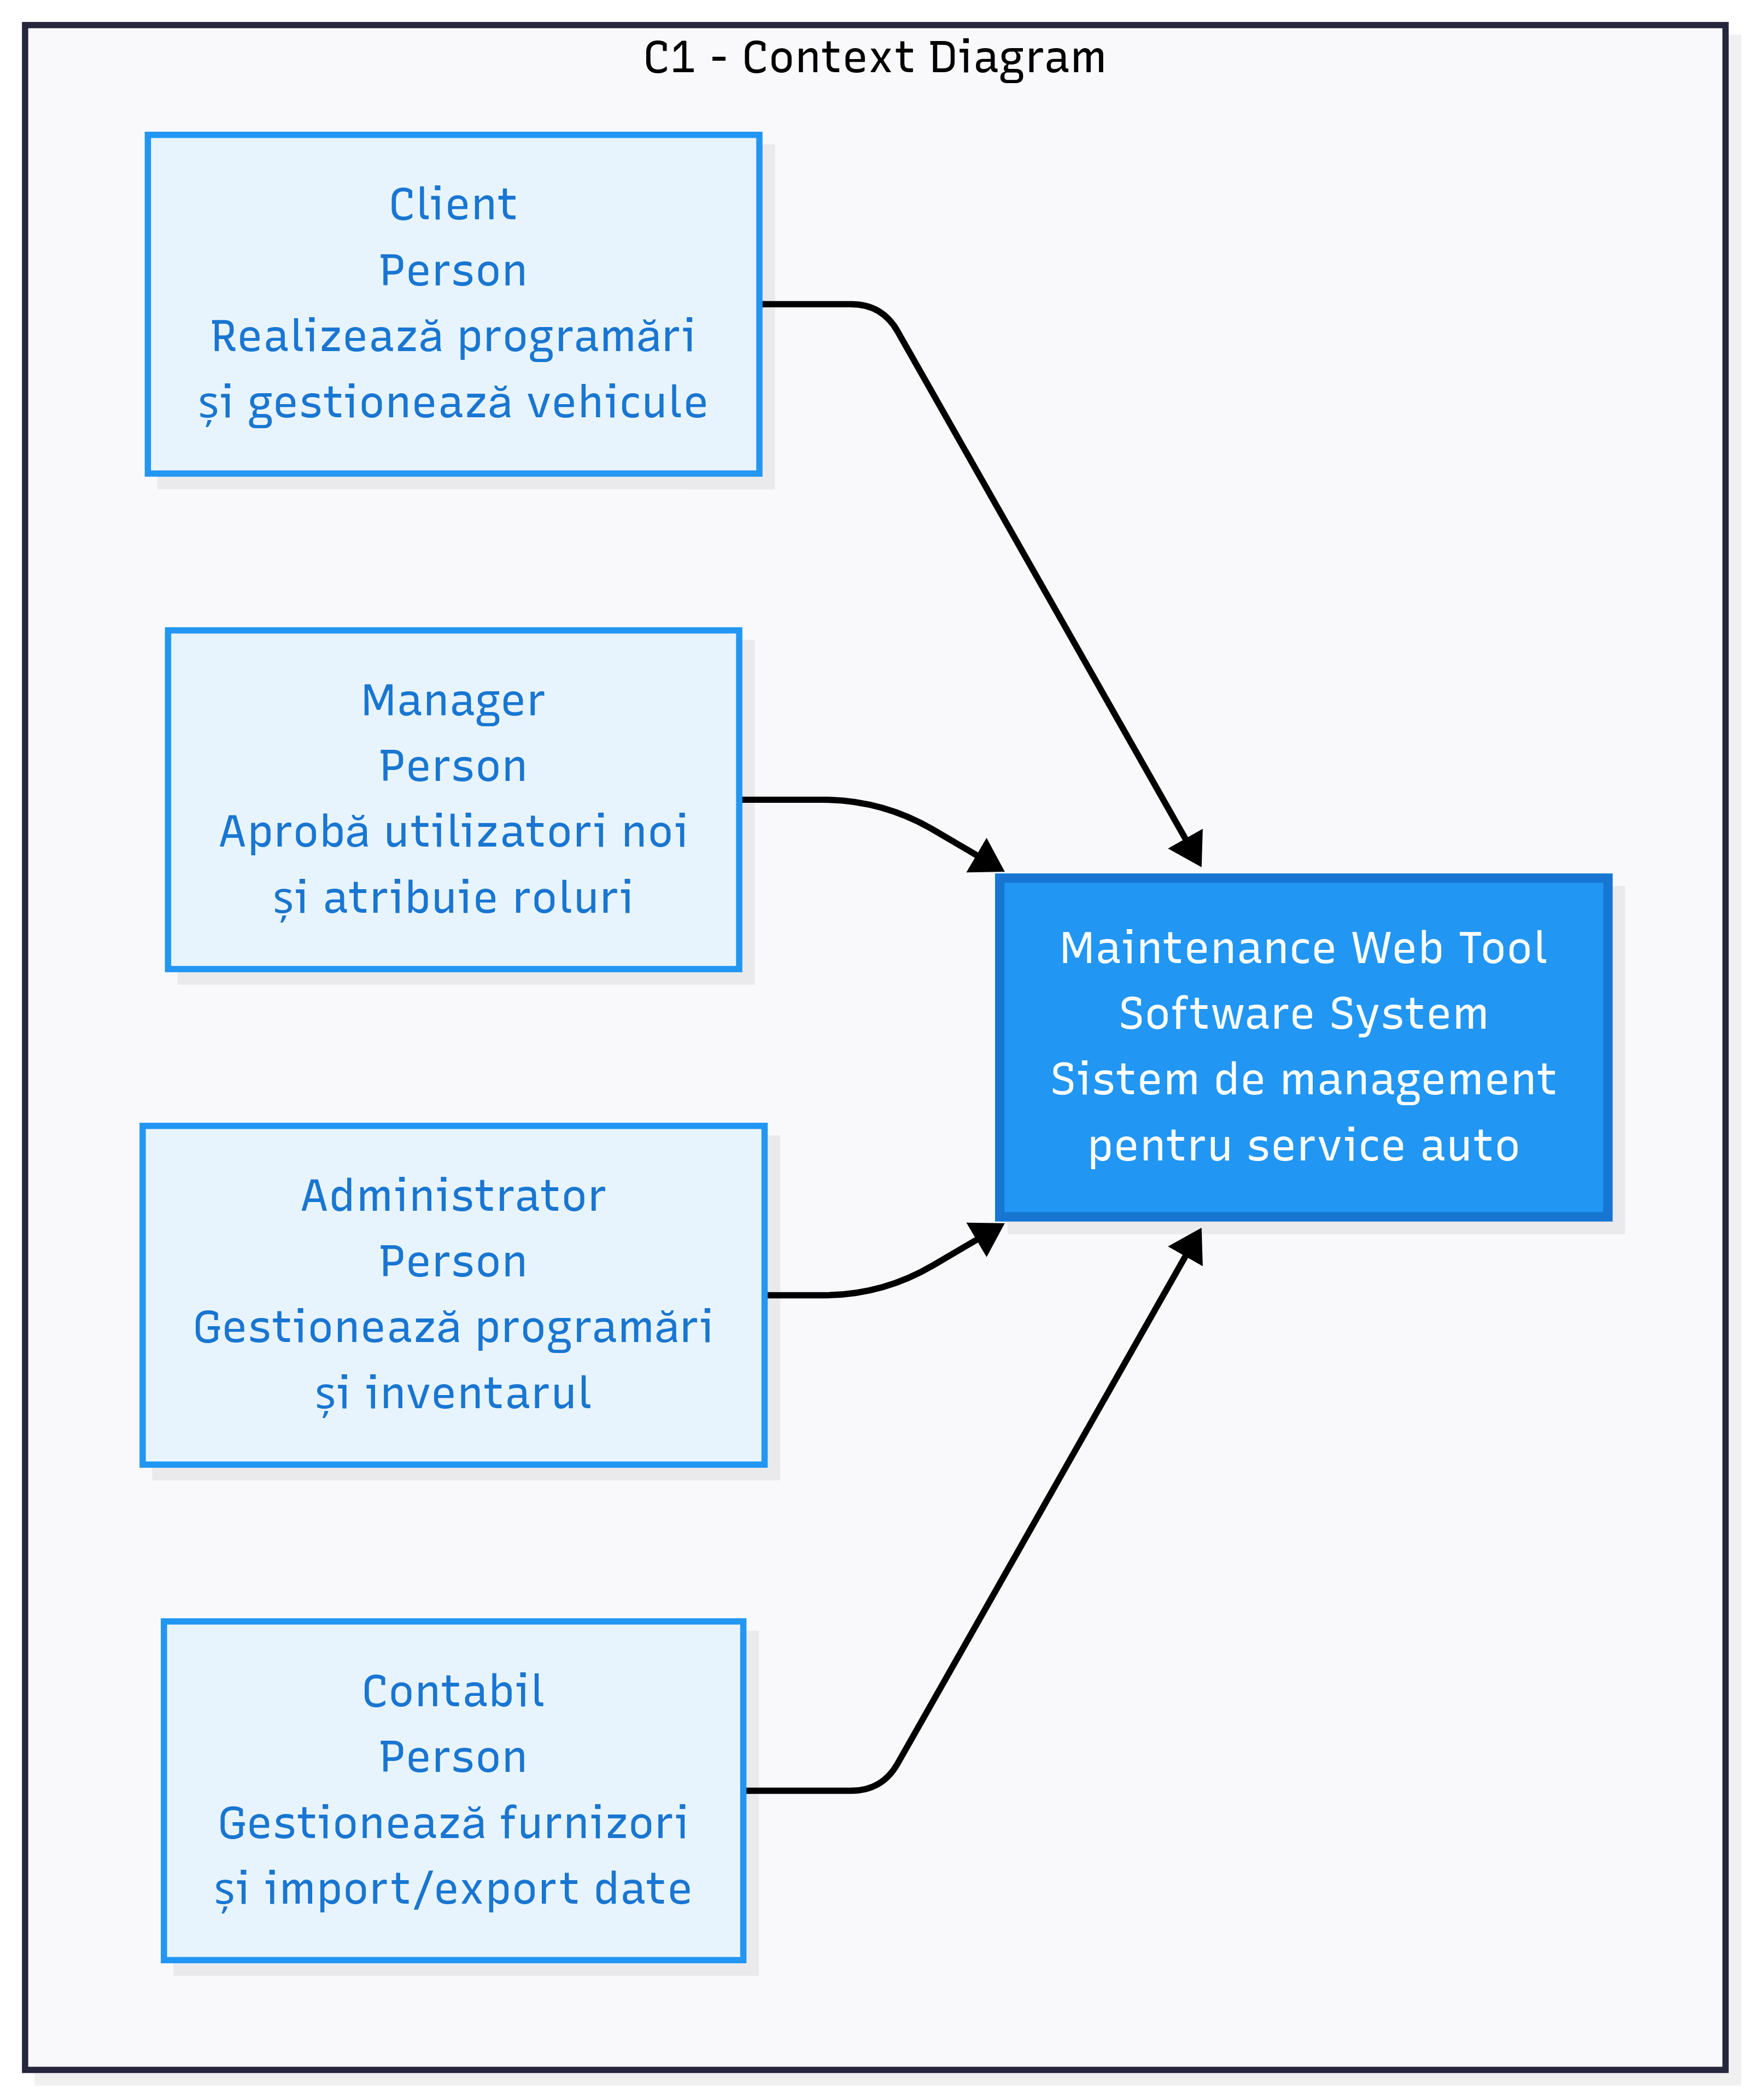 C1 - Context Diagram
Client
Person
Realizează programări
și gestionează vehicule
Manager
Person
Aprobă utilizatori noi
și atribuie roluri
Maintenance Web Tool
Software System
Sistem de management
pentru service auto
Administrator
Person
Gestionează programări
și inventarul
Contabil
Person
Gestionează furnizori
și import/export date